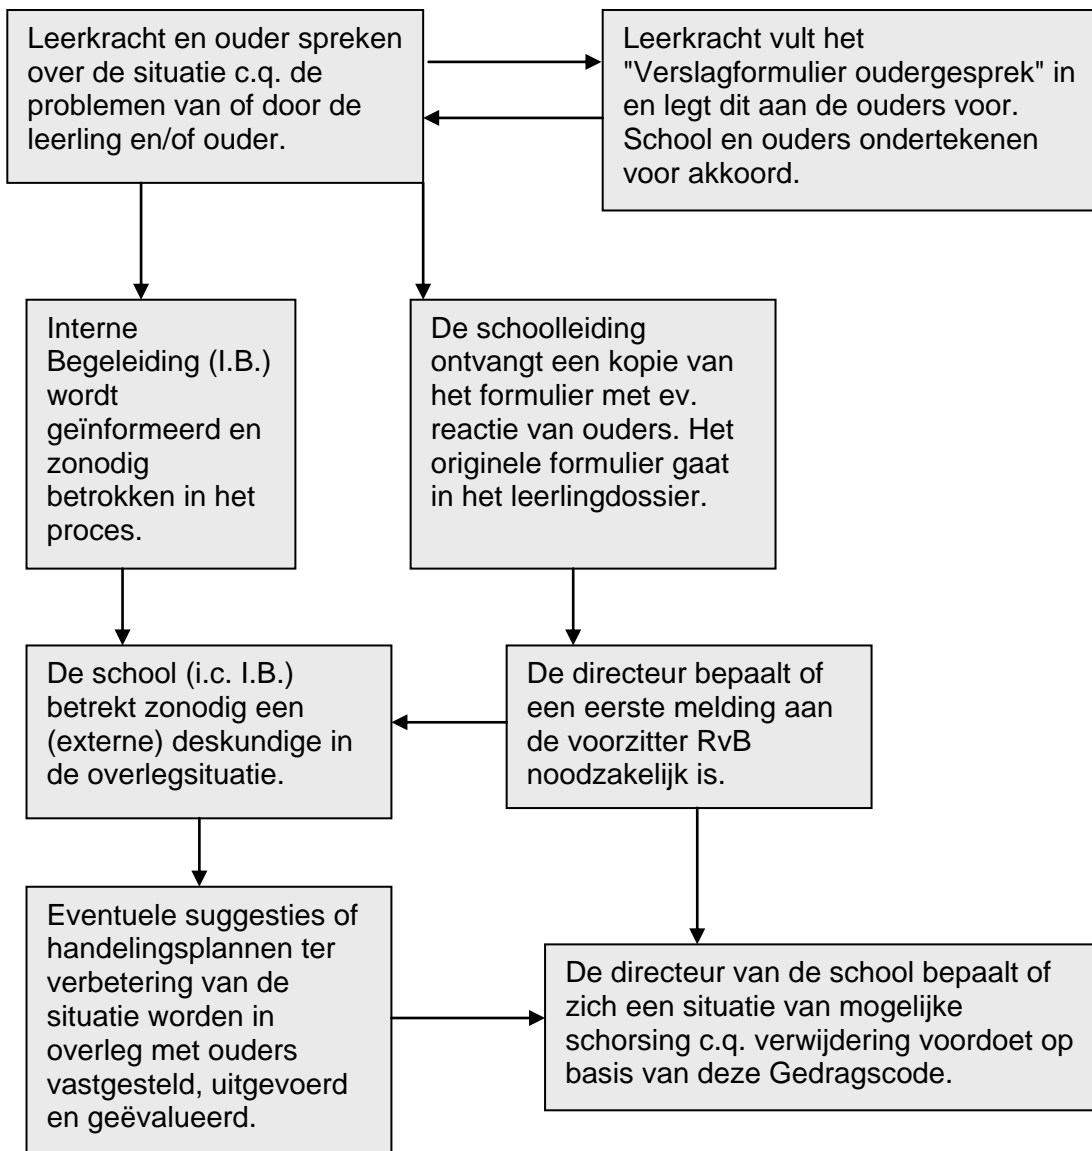 Leerkracht en ouder spreken
over de situatie c.q. de
problemen van of door de
leerling en/of ouder.
Leerkracht vult het
"Verslagformulier oudergesprek" in
en legt dit aan de ouders voor.
School en ouders ondertekenen
voor akkoord.
Interne
Begeleiding (I.B.)
wordt
geïnformeerd en
zonodig
betrokken in het
proces.
De schoolleiding
ontvangt een kopie van
het formulier met ev.
reactie van ouders. Het
originele formulier gaat
in het leerlingdossier.
De school (i.c. I.B.)
betrekt zonodig een
(externe) deskundige in
de overlegsituatie.
De directeur bepaalt of
een eerste melding aan
de voorzitter RvB
noodzakelijk is.
Eventuele suggesties of
handelingsplannen ter
verbetering van de
situatie worden in
overleg met ouders
vastgesteld, uitgevoerd
en geëvalueerd.
De directeur van de school bepaalt of
zich een situatie van mogelijke
schorsing c.q. verwijdering voordoet op
basis van deze Gedragscode.